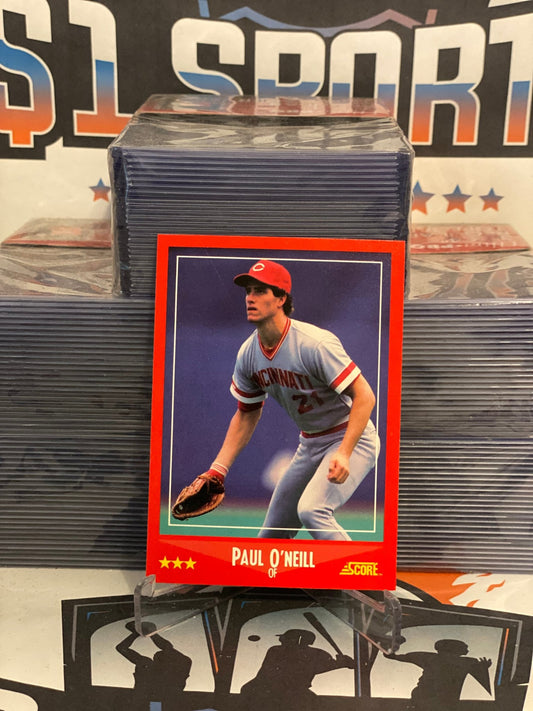 $1 SPORT
C
CINCINNATI
21
PAUL O'NEILL
OF
SCORE